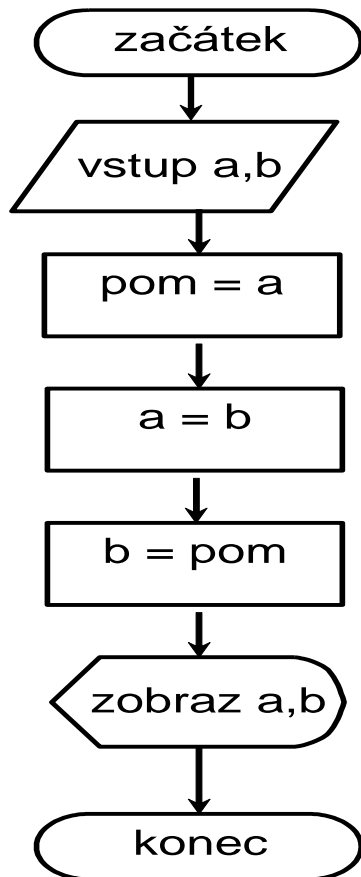 začátek
vstup a,b
pom = a
a = b
b = pom
zobraz a,b
konec